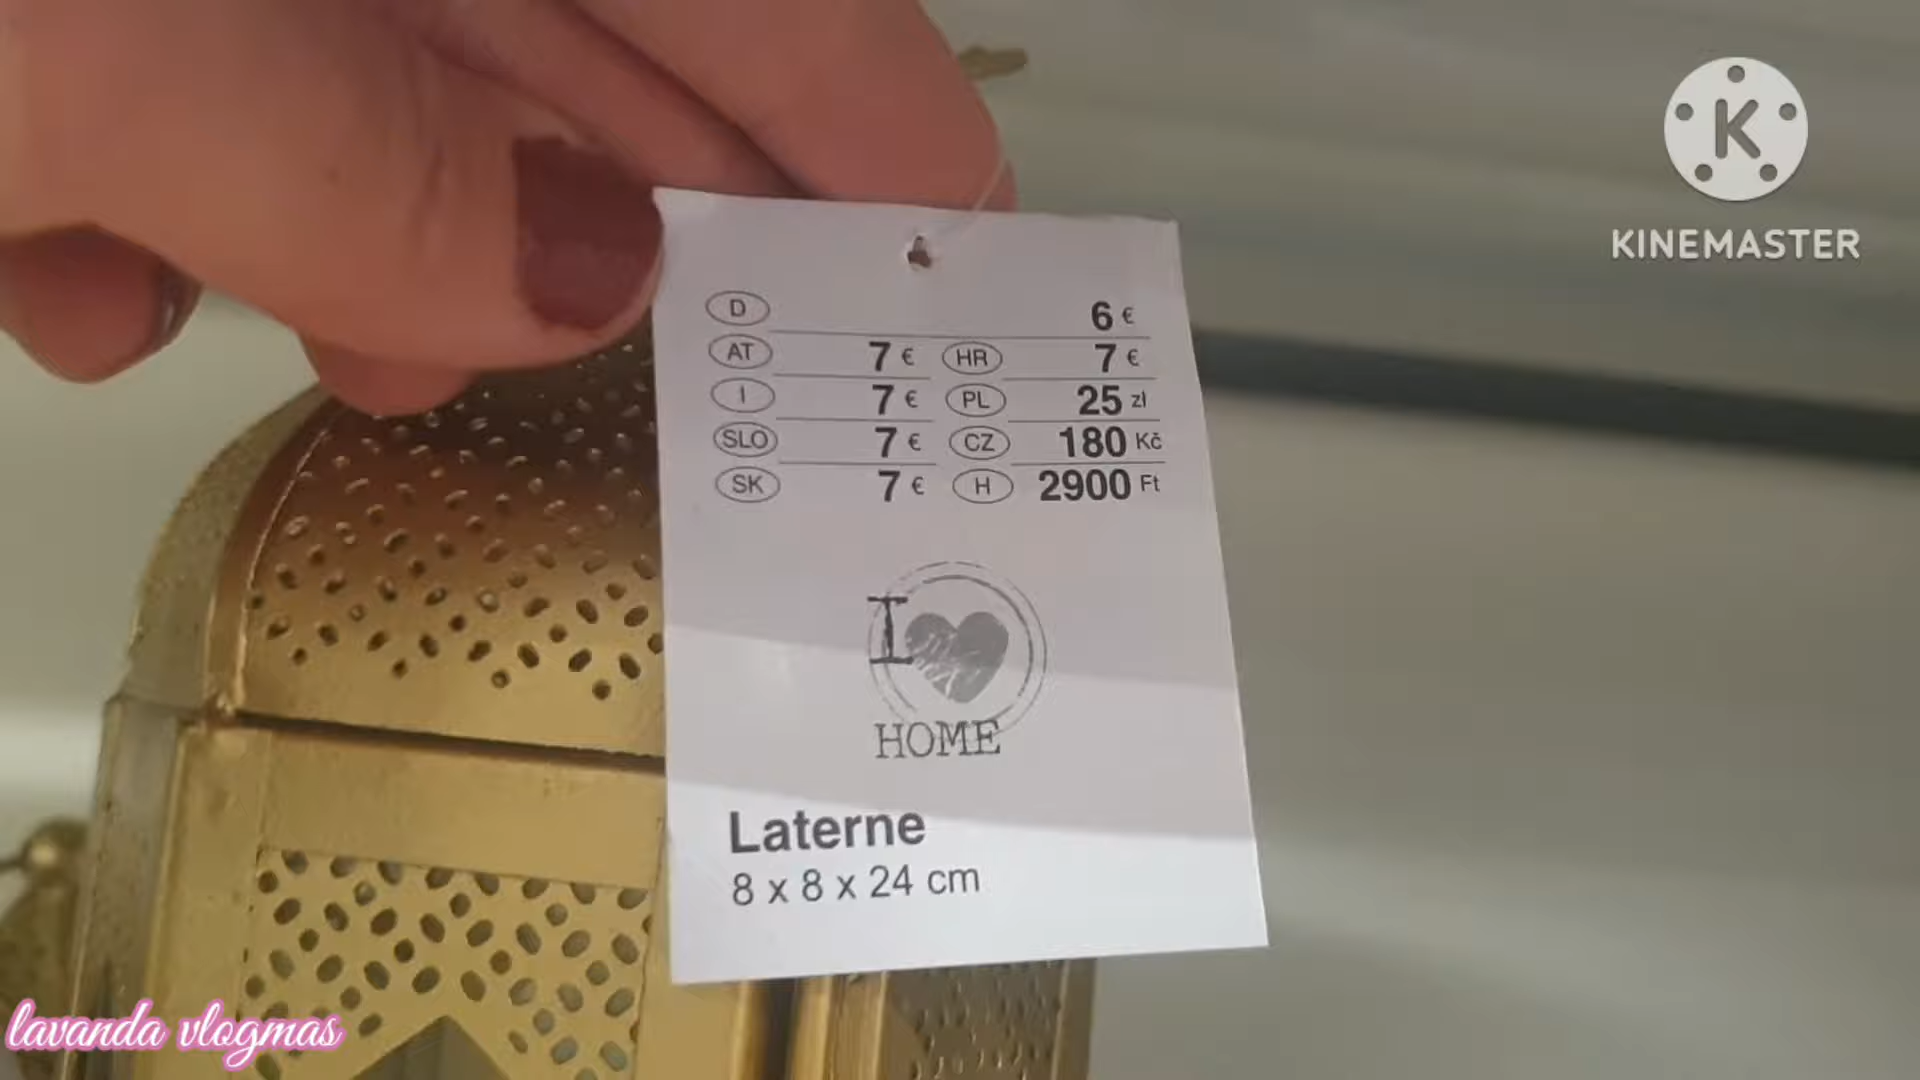 K
KINEMASTER
D 6 €
AT 7 € HR 7 €
I 7 € PL 25 zł
SLO 7 € CZ 180 Kč
SK 7 € H 2900 Ft
I
HOME
Laterne
8 x 8 x 24 cm
lavanda vlogmas